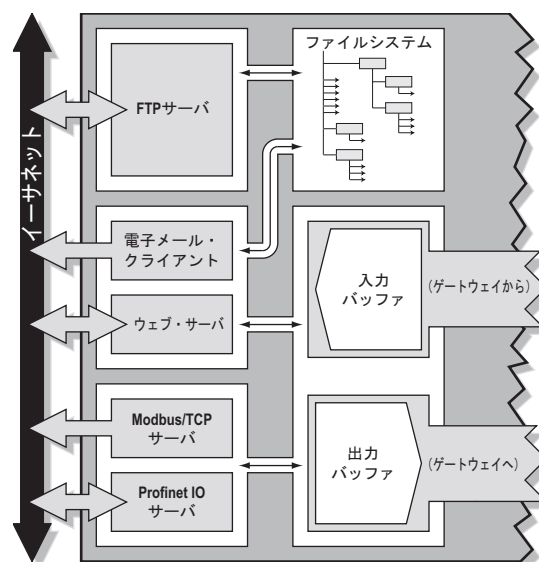 イーサネット
FTPサーバ
ファイルシステム
電子メール・
クライアント
ウェブ・サーバ
入力
バッファ
(ゲートウェイから)
Modbus/TCP
サーバ
Profinet IO
サーバ
出力
バッファ
(ゲートウェイへ)